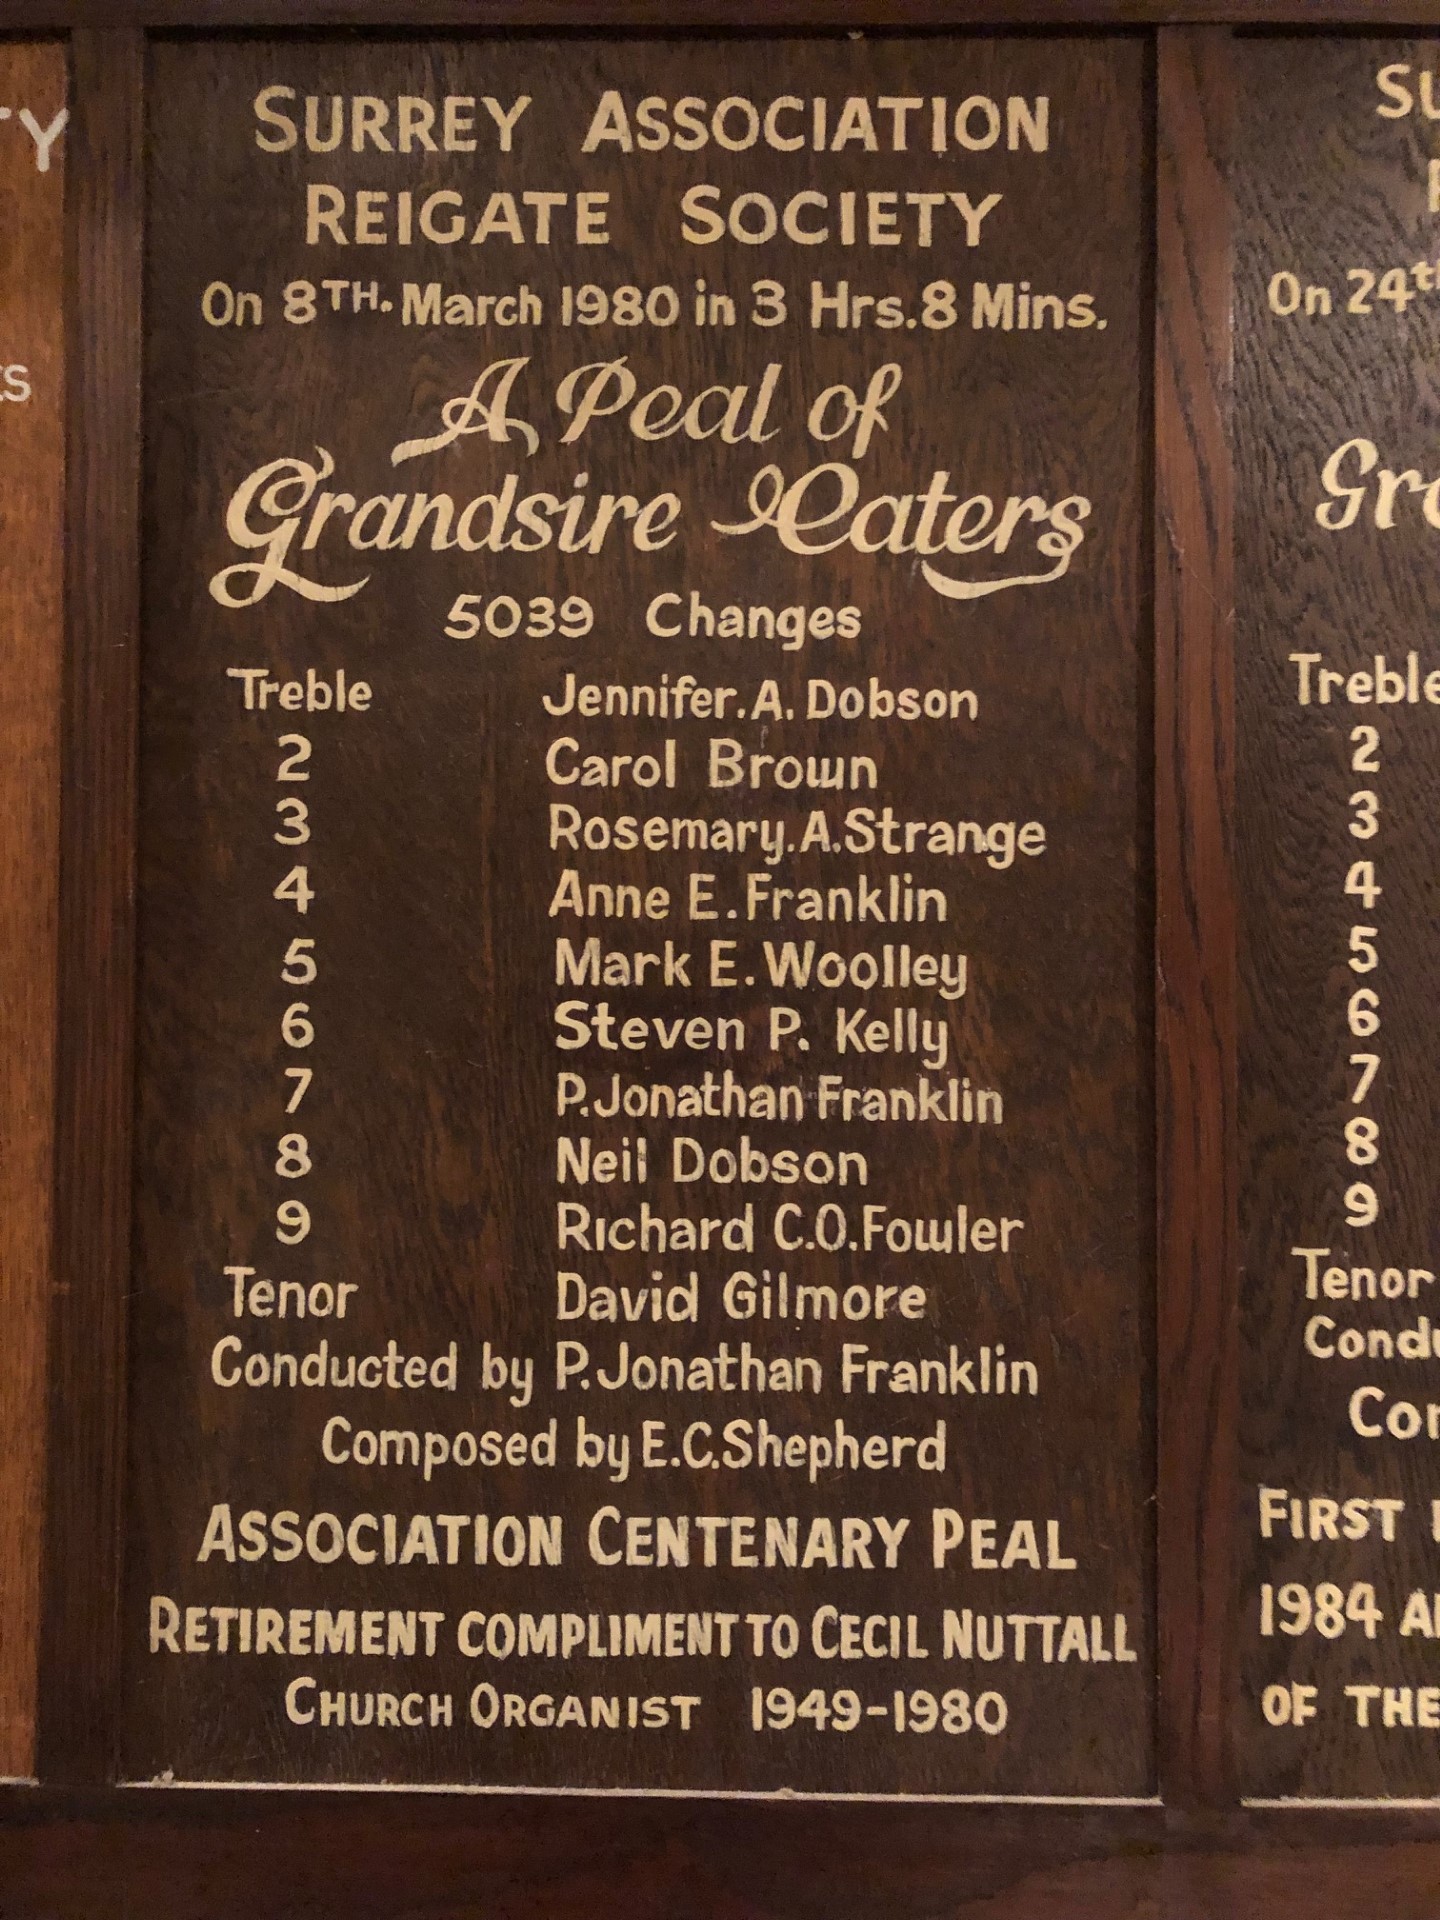 SURREY ASSOCIATION
REIGATE SOCIETY
On 8TH. March 1980 in 3 Hrs. 8 Mins.
A Peal of
Grandsire Caters
5039 Changes
Treble Jennifer. A. Dobson
2 Carol Brown
3 Rosemary. A. Strange
4 Anne E. Franklin
5 Mark E. Woolley
6 Steven P. Kelly
7 P. Jonathan Franklin
8 Neil Dobson
9 Richard C.O. Fowler
Tenor David Gilmore
Conducted by P. Jonathan Franklin
Composed by E.C. Shepherd
ASSOCIATION CENTENARY PEAL
RETIREMENT COMPLIMENT TO CECIL NUTTALL
CHURCH ORGANIST 1949-1980
On 24th
Treble
2
3
4
5
6
7
8
9
Tenor
FIRST
1984
OF THE